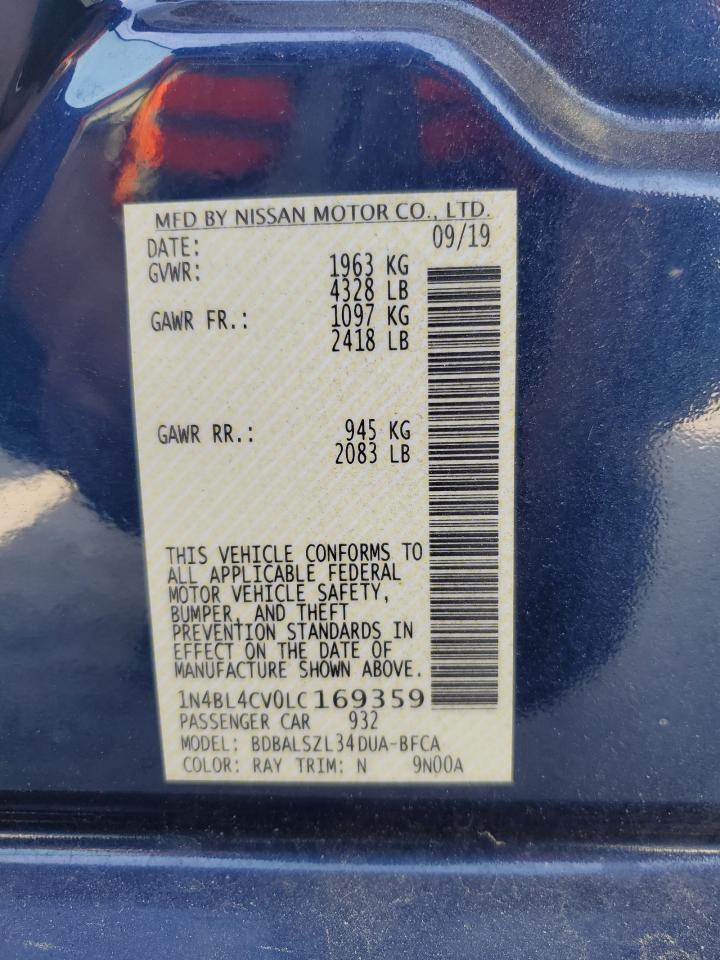 MFD BY NISSAN MOTOR CO., LTD.
DATE: 09/19
GVWR: 1963 KG
4328 LB
GAWR FR.: 1097 KG
2418 LB
GAWR RR.: 945 KG
2083 LB
THIS VEHICLE CONFORMS TO
ALL APPLICABLE FEDERAL
MOTOR VEHICLE SAFETY,
BUMPER, AND THEFT
PREVENTION STANDARDS IN
EFFECT ON THE DATE OF
MANUFACTURE SHOWN ABOVE.
1N4BL4CV0LC169359
PASSENGER CAR 932
MODEL: BDBALSZL34DUA-BFCA
COLOR: RAY TRIM: N 9N00A